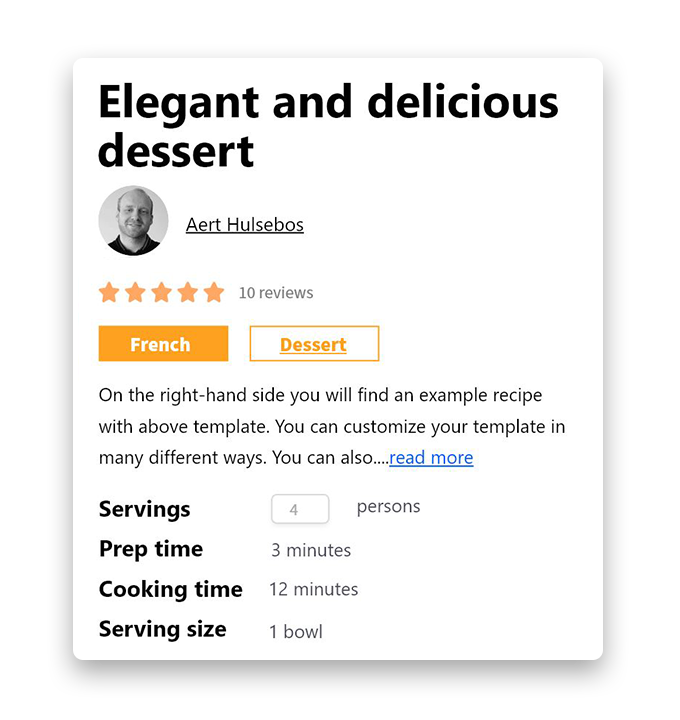 Elegant and delicious
dessert
Aert Hulsebos
10 reviews
French
Dessert
On the right-hand side you will find an example recipe
with above template. You can customize your template in
many different ways. You can also....read more
Servings 4 persons
Prep time 3 minutes
Cooking time 12 minutes
Serving size 1 bowl